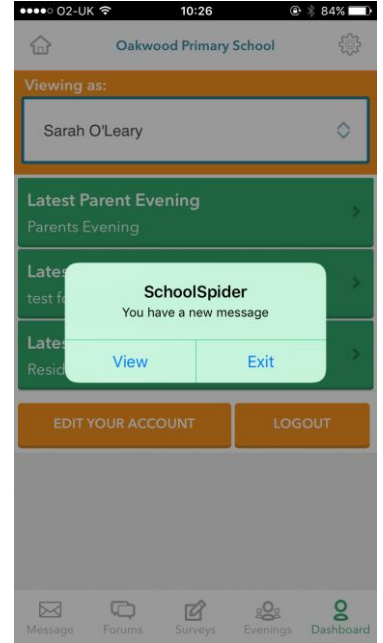 O2-UK 10:26 84%
Oakwood Primary School
Viewing as:
Sarah O'Leary
Latest Parent Evening
Parents Evening
Lates
test fo
SchoolSpider
You have a new message
View Exit
Lates
Resid
EDIT YOUR ACCOUNT LOGOUT
Message Forums Surveys Evenings Dashboard